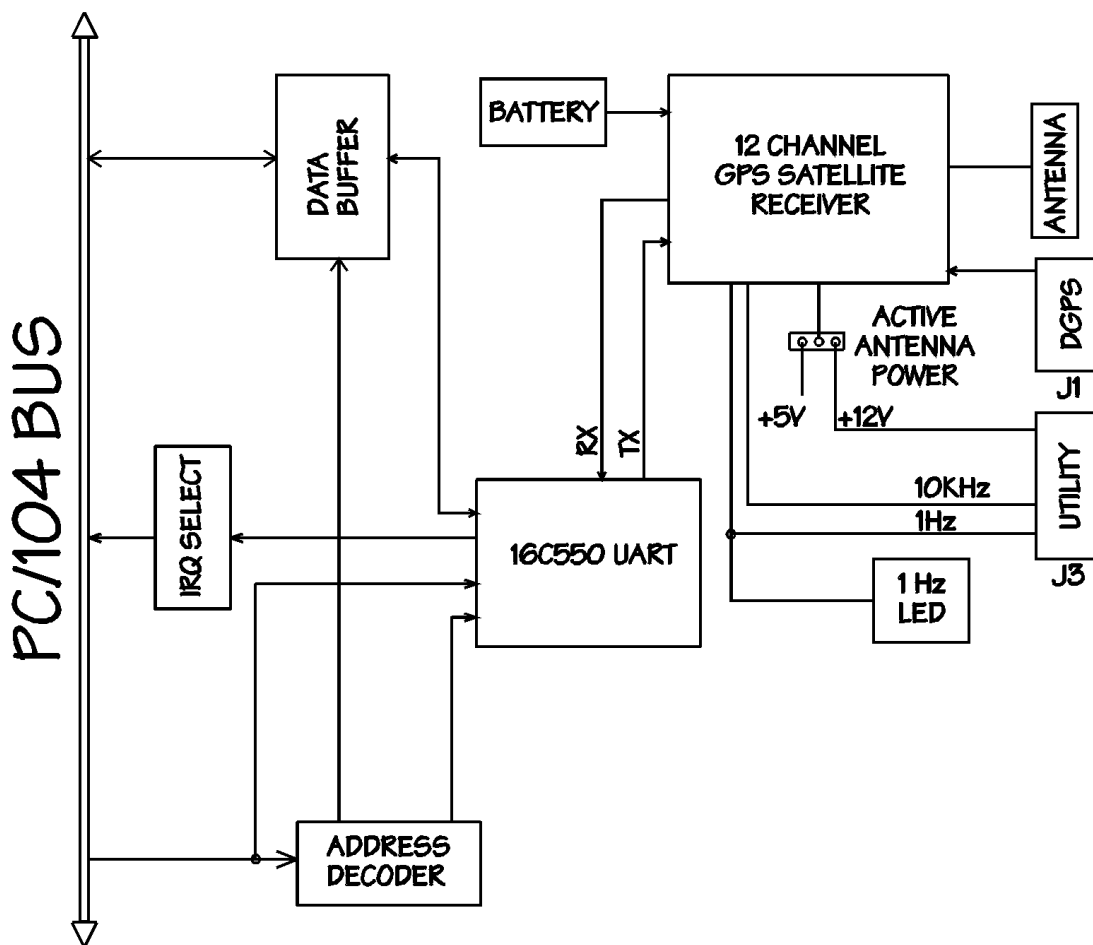 PC/104 BUS
DATA
BUFFER
BATTERY
12 CHANNEL
GPS SATELLITE
RECEIVER
ANTENNA
DGPS
J1
ACTIVE
ANTENNA
POWER
+5V
+12V
RX
TX
UTILITY
J3
10KHz
1Hz
1 Hz
LED
IRQ SELECT
16C550 UART
ADDRESS
DECODER